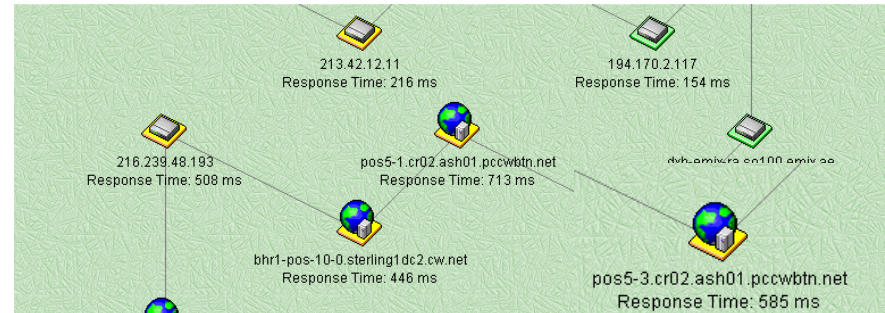 213.42.12.11
Response Time: 216 ms
194.170.2.117
Response Time: 154 ms
216.239.48.193
Response Time: 508 ms
pos5-1.cr02.ash01.pccwbtn.net
Response Time: 713 ms
bhr1-pos-10-0.sterling1dc2.cw.net
Response Time: 446 ms
pos5-3.cr02.ash01.pccwbtn.net
Response Time: 585 ms